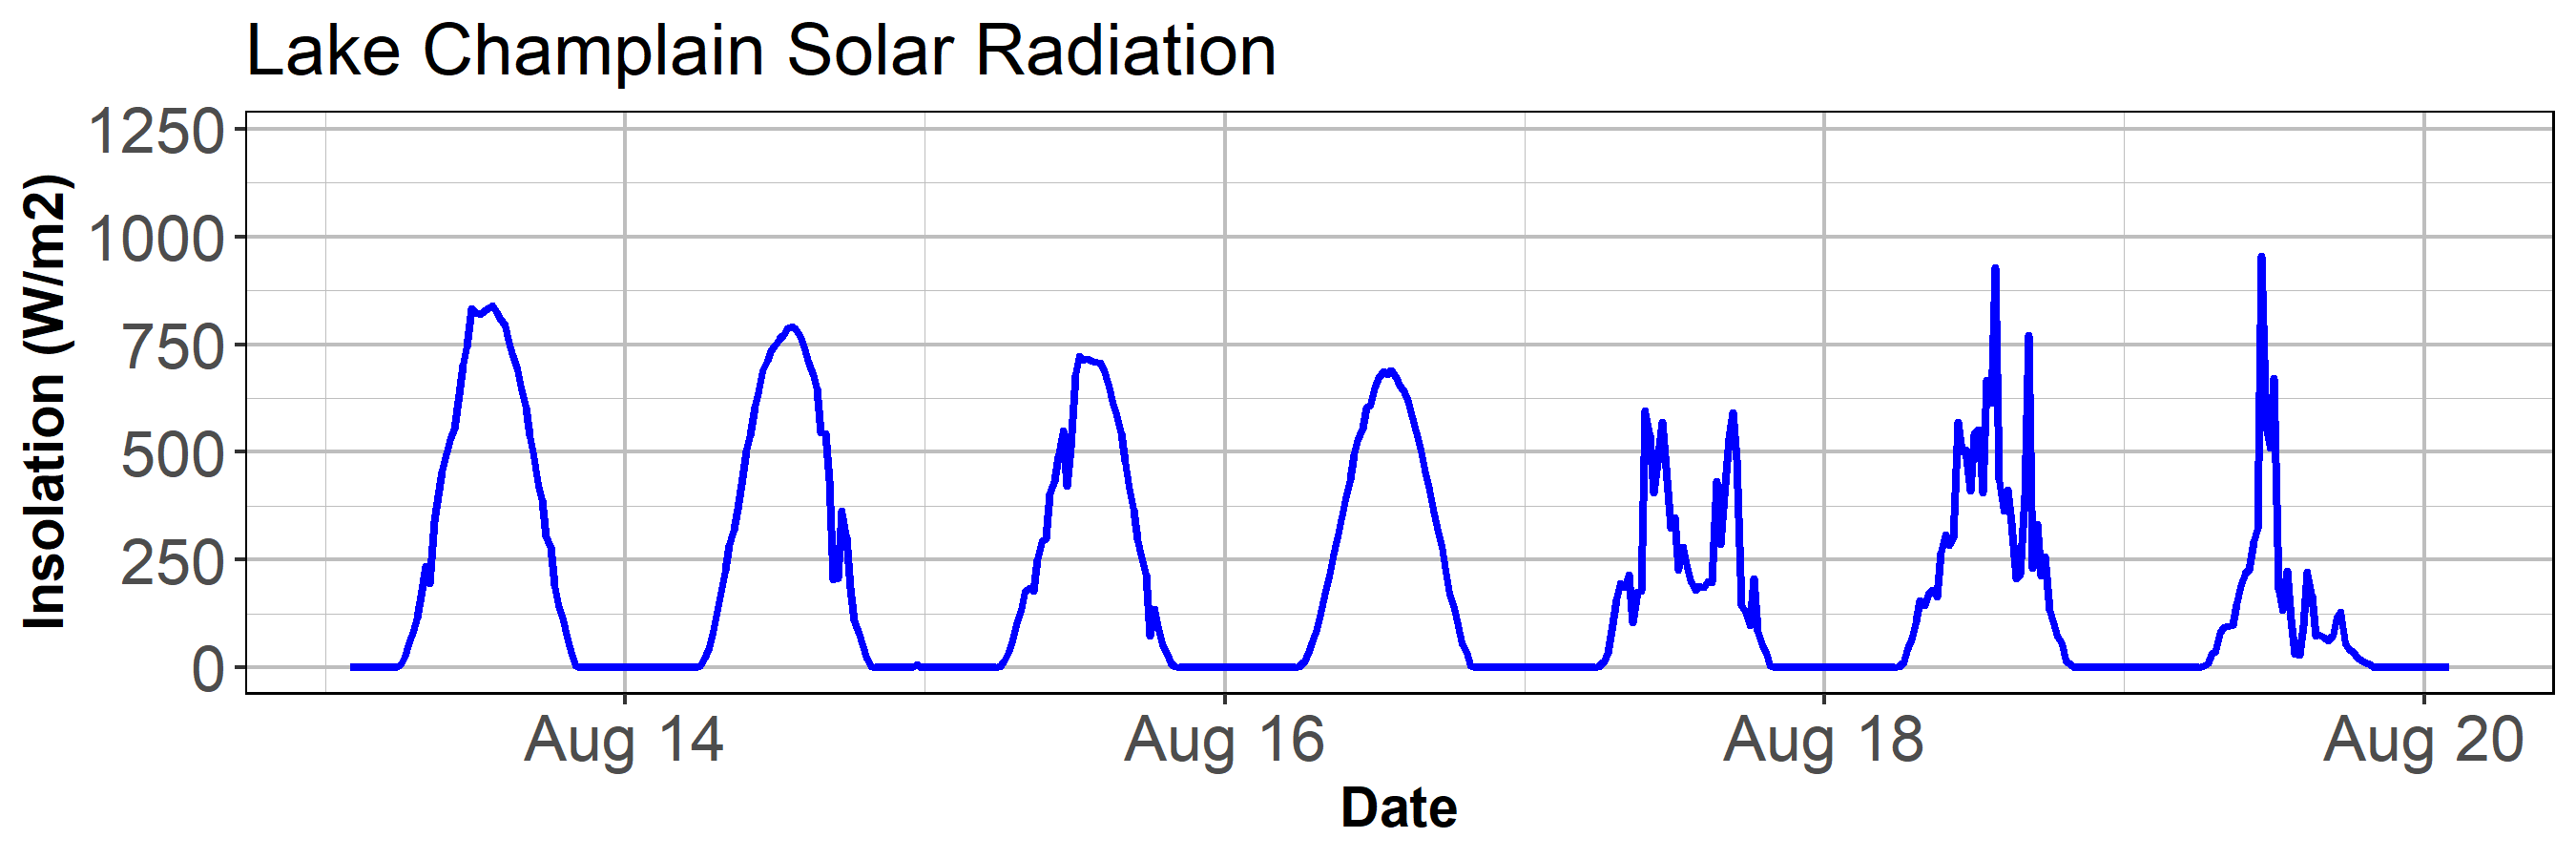 Lake Champlain Solar Radiation
1250
1000
750
500
250
0
Insolation (W/m2)
Aug 14 Aug 16 Aug 18 Aug 20
Date